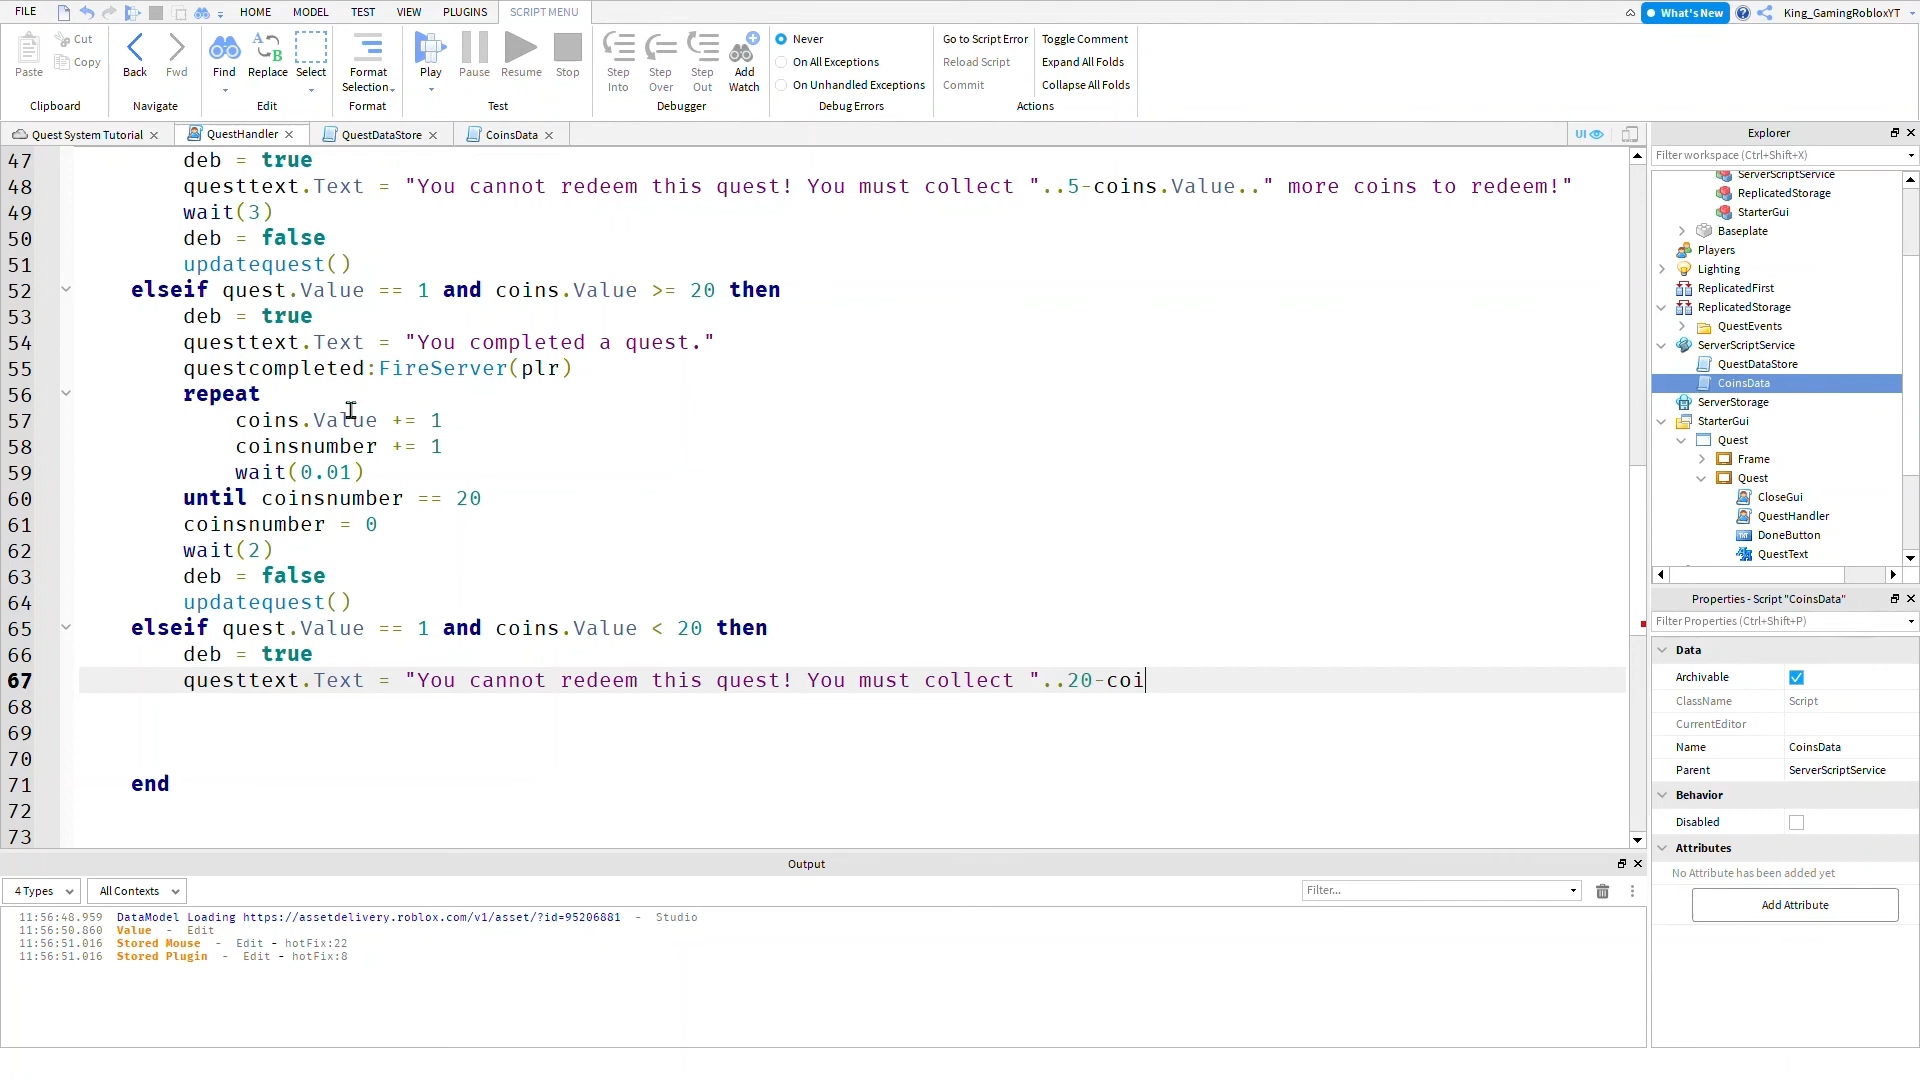 FILE HOME MODEL TEST VIEW PLUGINS SCRIPT MENU What's New King_GamingRobloxYT
Paste Cut Copy Back Fwd Find Replace Select Format Selection Play Pause Resume Stop Step Into Step Over Step Out Add Watch
Never
On All Exceptions
On Unhandled Exceptions
Go to Script Error Toggle Comment
Reload Script Expand All Folds
Commit Collapse All Folds
Clipboard Navigate Edit Format Test Debugger Debug Errors Actions
Quest System Tutorial QuestHandler QuestDataStore CoinsData UI
47 deb = true
48 questtext.Text = "You cannot redeem this quest! You must collect "..5-coins.Value.." more coins to redeem!"
49 wait(3)
50 deb = false
51 updatequest()
52 elseif quest.Value == 1 and coins.Value >= 20 then
53 deb = true
54 questtext.Text = "You completed a quest."
55 questcompleted:FireServer(plr)
56 repeat
57 coins.Value += 1
58 coinsnumber += 1
59 wait(0.01)
60 until coinsnumber == 20
61 coinsnumber = 0
62 wait(2)
63 deb = false
64 updatequest()
65 elseif quest.Value == 1 and coins.Value < 20 then
66 deb = true
67 questtext.Text = "You cannot redeem this quest! You must collect "..20-coi
68
69
70
71 end
72
73
Explorer
Filter workspace (Ctrl+Shift+X)
ServerScriptService
ReplicatedStorage
StarterGui
Baseplate
Players
Lighting
ReplicatedFirst
ReplicatedStorage
QuestEvents
ServerScriptService
QuestDataStore
CoinsData
ServerStorage
StarterGui
Quest
Frame
Quest
CloseGui
QuestHandler
DoneButton
QuestText
Properties - Script "CoinsData"
Filter Properties (Ctrl+Shift+P)
Data
Archivable
ClassName Script
CurrentEditor
Name CoinsData
Parent ServerScriptService
Behavior
Disabled
Attributes
No Attribute has been added yet
Add Attribute
Output
4 Types All Contexts Filter...
11:56:48.959 DataModel Loading https://assetdelivery.roblox.com/v1/asset/?id=95206881 - Studio
11:56:50.860 Value - Edit
11:56:51.016 Stored Mouse - Edit - hotFix:22
11:56:51.016 Stored Plugin - Edit - hotFix:8